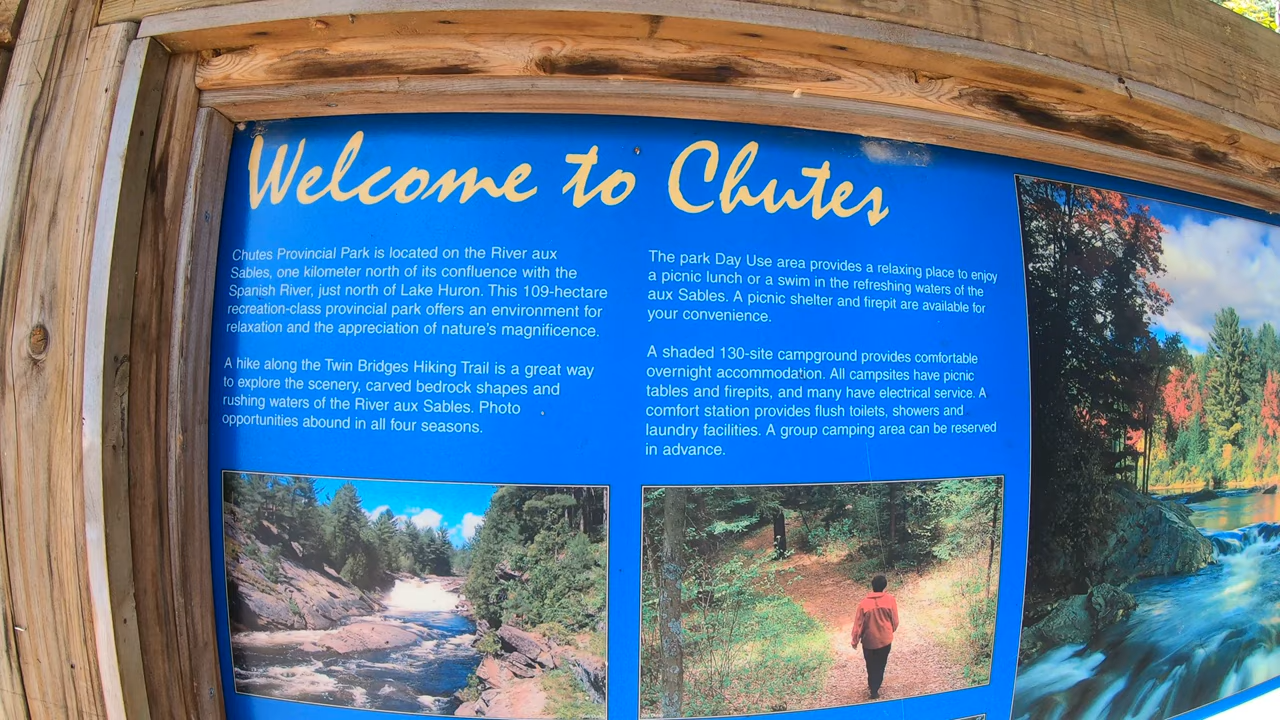 Welcome to Chutes
Chutes Provincial Park is located on the River aux
Sables, one kilometer north of its confluence with the
Spanish River, just north of Lake Huron. This 109-hectare
recreation-class provincial park offers an environment for
relaxation and the appreciation of nature's magnificence.
A hike along the Twin Bridges Hiking Trail is a great way
to explore the scenery, carved bedrock shapes and
rushing waters of the River aux Sables. Photo
opportunities abound in all four seasons.
The park Day Use area provides a relaxing place to enjoy
a picnic lunch or a swim in the refreshing waters of the
aux Sables. A picnic shelter and firepit are available for
your convenience.
A shaded 130-site campground provides comfortable
overnight accommodation. All campsites have picnic
tables and firepits, and many have electrical service. A
comfort station provides flush toilets, showers and
laundry facilities. A group camping area can be reserved
in advance.